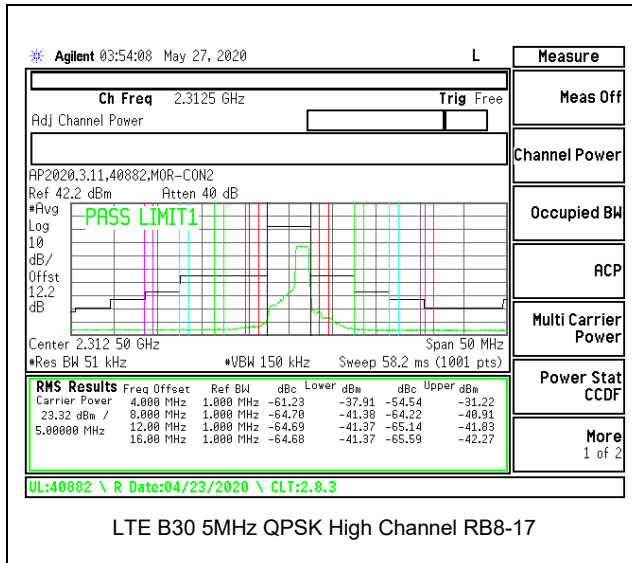 Agilent 03:54:08 May 27, 2020 L
Measure
Ch Freq 2.3125 GHz Trig Free
Meas Off
Adj Channel Power
Channel Power
AP2020.3.11,40882,MOR-CON2
Ref 42.2 dBm Atten 40 dB
#Avg
PASS LIMIT1
Occupied BW
Log
10
dB/
ACP
Offst
12.2
dB
Multi Carrier
Power
Center 2.312 50 GHz Span 50 MHz
#Res BW 51 kHz #VBW 150 kHz Sweep 58.2 ms (1001 pts)
Power Stat
CCDF
RMS Results Freq Offset Ref BW dBc Lower dBm dBc Upper dBm
Carrier Power 4.000 MHz 1.000 MHz -61.23 -37.91 -54.54 -31.22
23.32 dBm / 8.000 MHz 1.000 MHz -64.70 -41.38 -64.22 -40.91
5.00000 MHz 12.00 MHz 1.000 MHz -64.69 -41.37 -65.14 -41.83
16.00 MHz 1.000 MHz -64.68 -41.37 -65.59 -42.27
More
1 of 2
UL:40882 \ R Date:04/23/2020 \ CLT:2.8.3
LTE B30 5MHz QPSK High Channel RB8-17